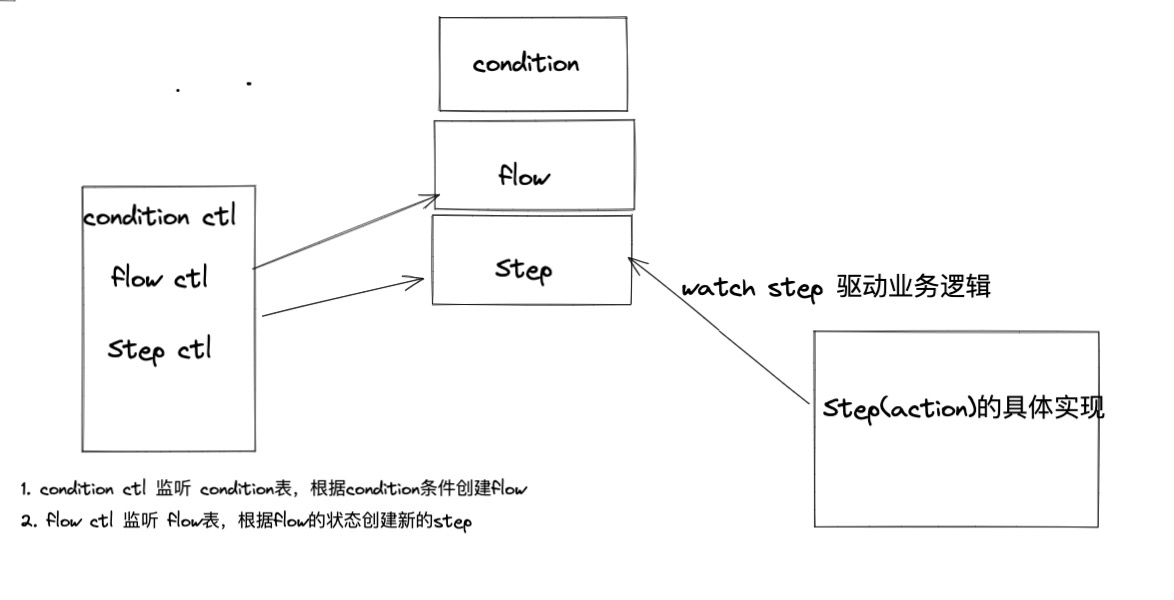 condition
flow
Step
condition ctl
flow ctl
Step ctl
watch step 驱动业务逻辑
Step(action)的具体实现
1. condition ctl 监听 condition表，根据condition条件创建flow
2. flow ctl 监听 flow表，根据flow的状态创建新的step